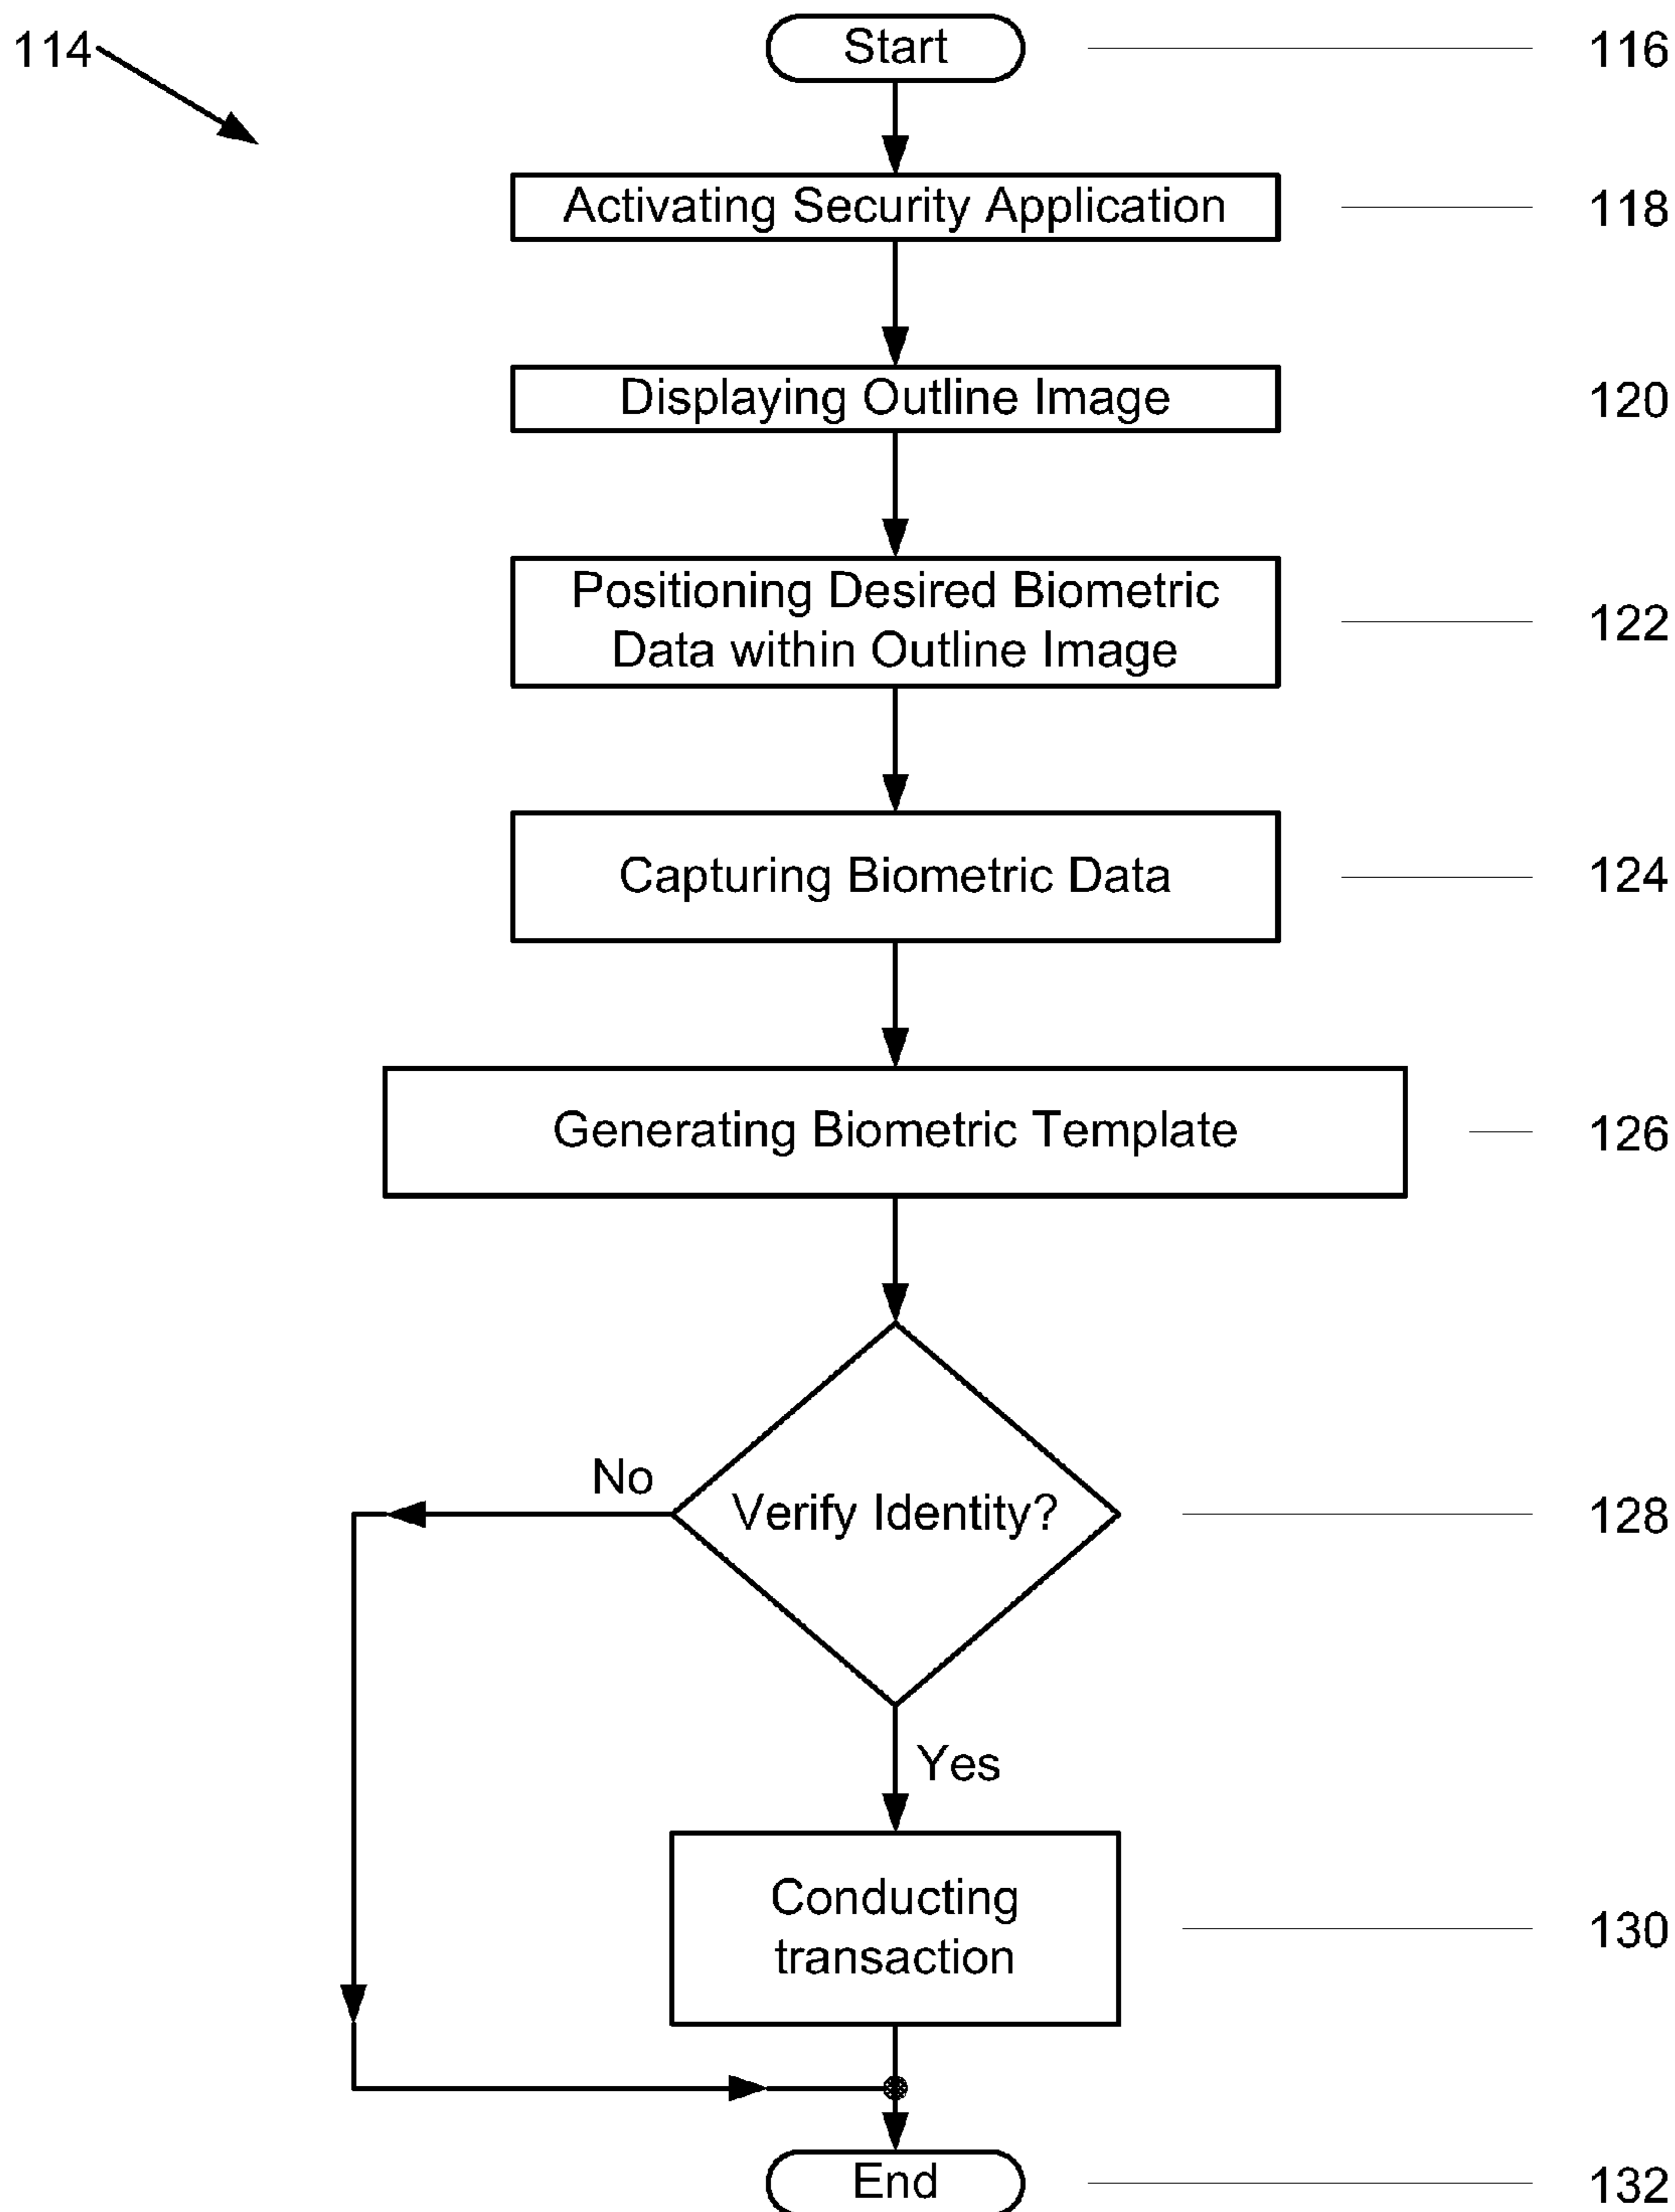 114
Start
116
Activating Security Application
118
Displaying Outline Image
120
Positioning Desired Biometric
Data within Outline Image
122
Capturing Biometric Data
124
Generating Biometric Template
126
No
Verify Identity?
128
Yes
Conducting
transaction
130
End
132